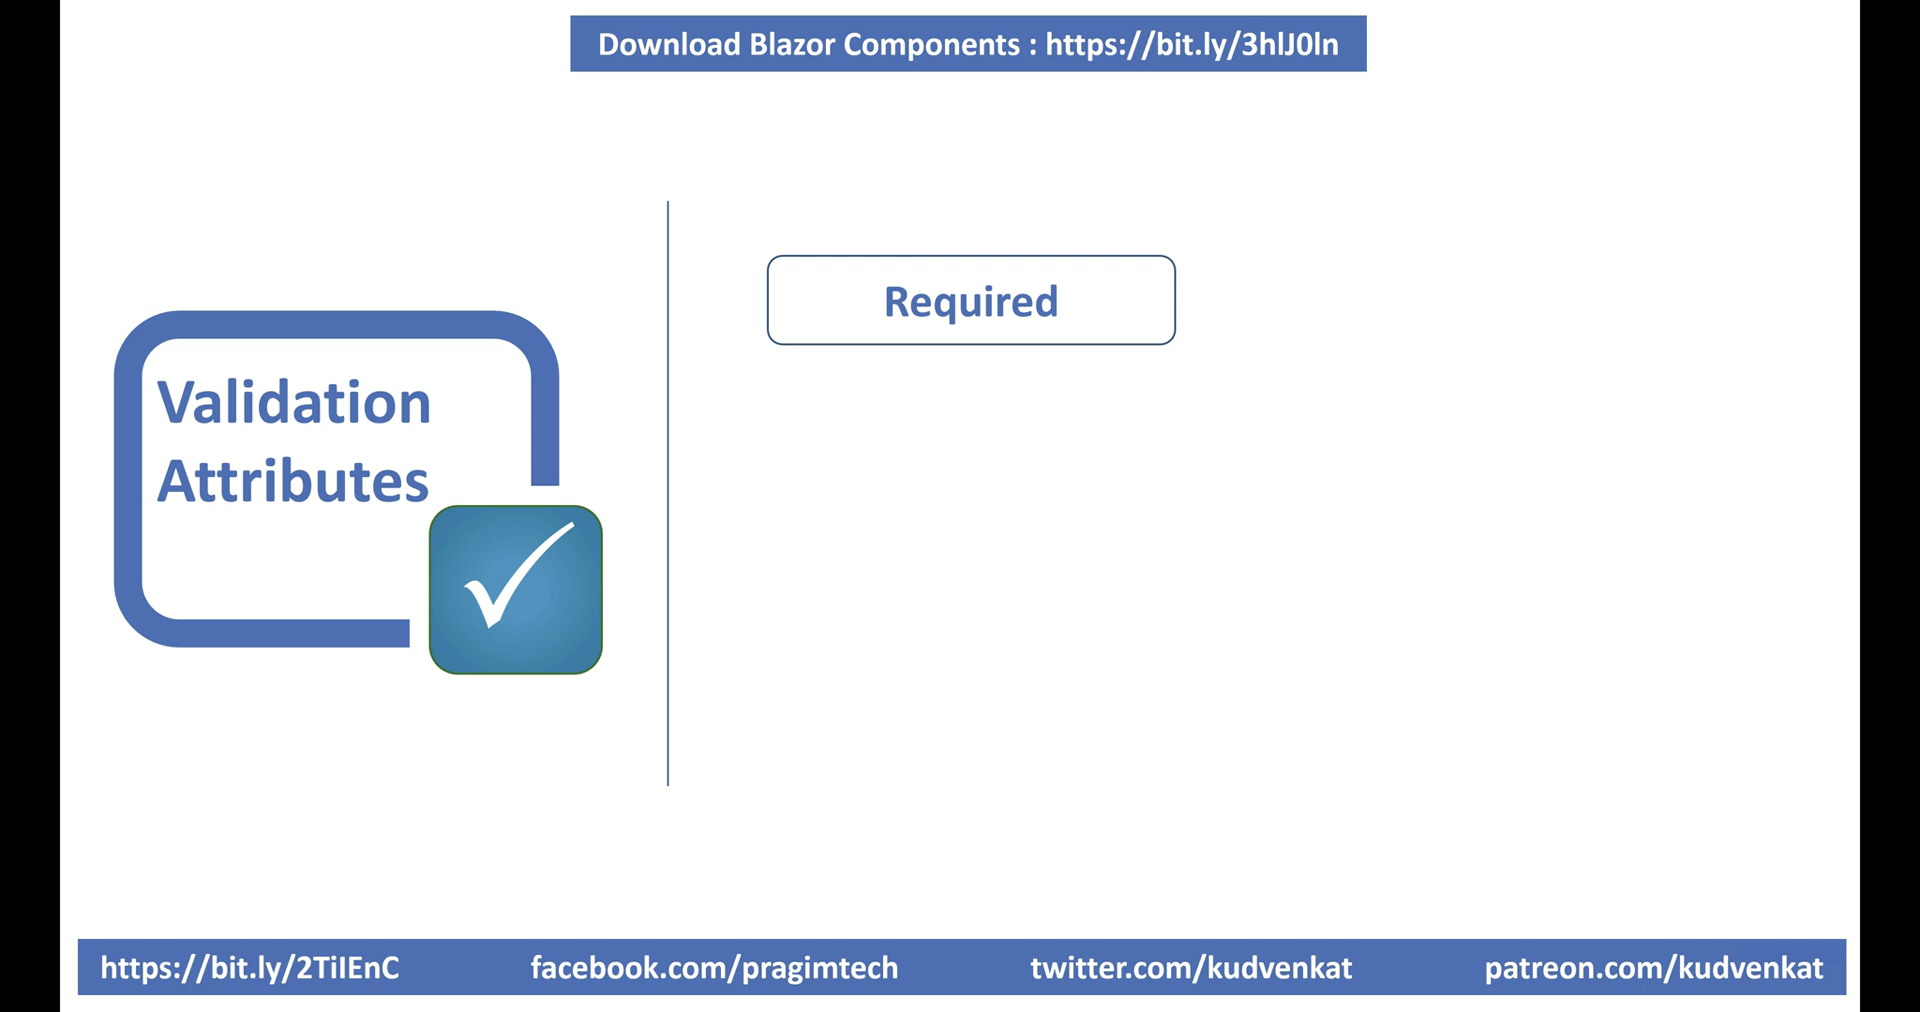 Download Blazor Components : https://bit.ly/3hlJ0ln
Validation
Attributes
Required
https://bit.ly/2TiIEnC
facebook.com/pragimtech
twitter.com/kudvenkat
patreon.com/kudvenkat